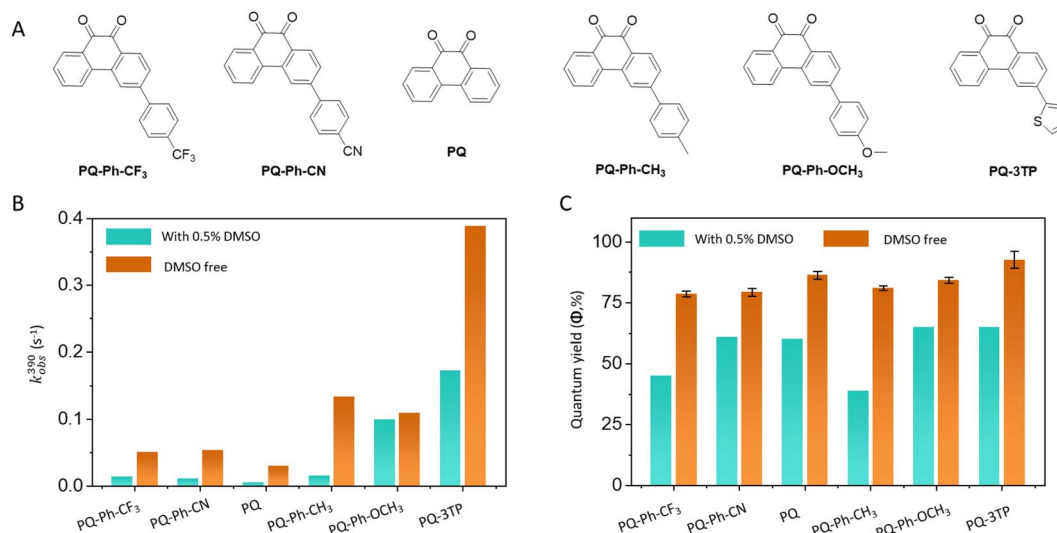 A
O O
O O
O O
O O
O O
O O
CF₃
CN
O
S
PQ-Ph-CF₃
PQ-Ph-CN
PQ
PQ-Ph-CH₃
PQ-Ph-OCH₃
PQ-3TP
B
With 0.5% DMSO
DMSO free
k_obs^390 (s⁻¹)
0.4
0.3
0.2
0.1
0.0
PQ-Ph-CF₃
PQ-Ph-CN
PQ
PQ-Ph-CH₃
PQ-Ph-OCH₃
PQ-3TP
C
With 0.5% DMSO
DMSO free
Quantum yield (Φ,%)
100
75
50
25
0
PQ-Ph-CF₃
PQ-Ph-CN
PQ
PQ-Ph-CH₃
PQ-Ph-OCH₃
PQ-3TP